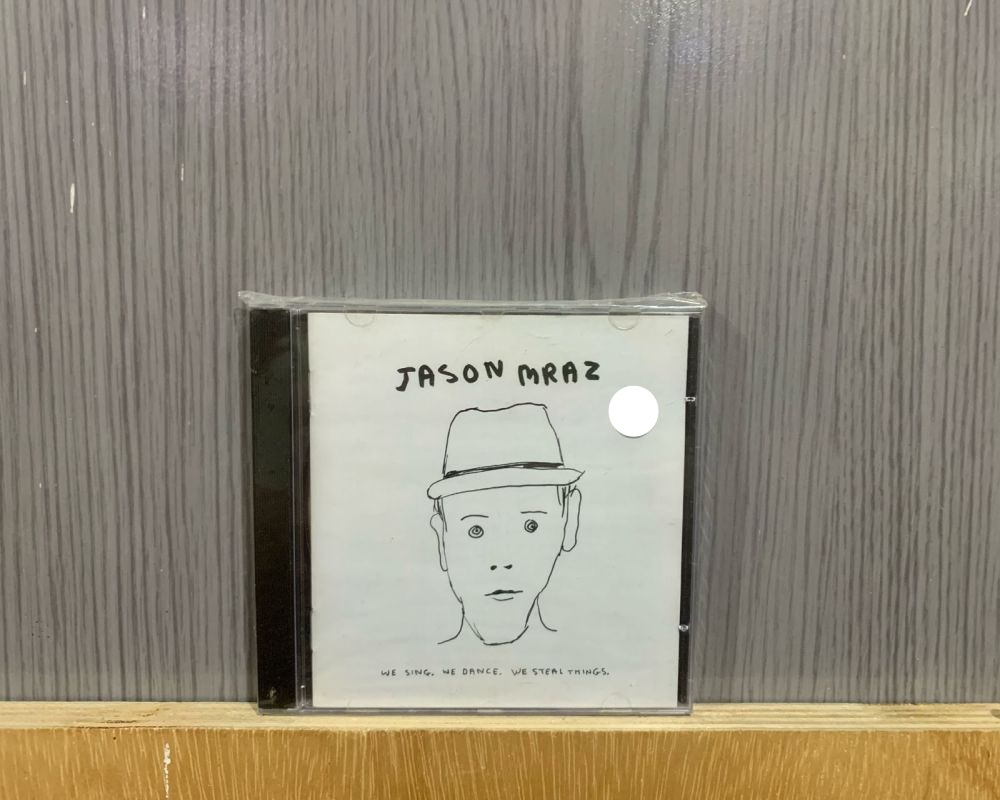 JASON MRAZ
WE SING. WE DANCE. WE STEAL THINGS.